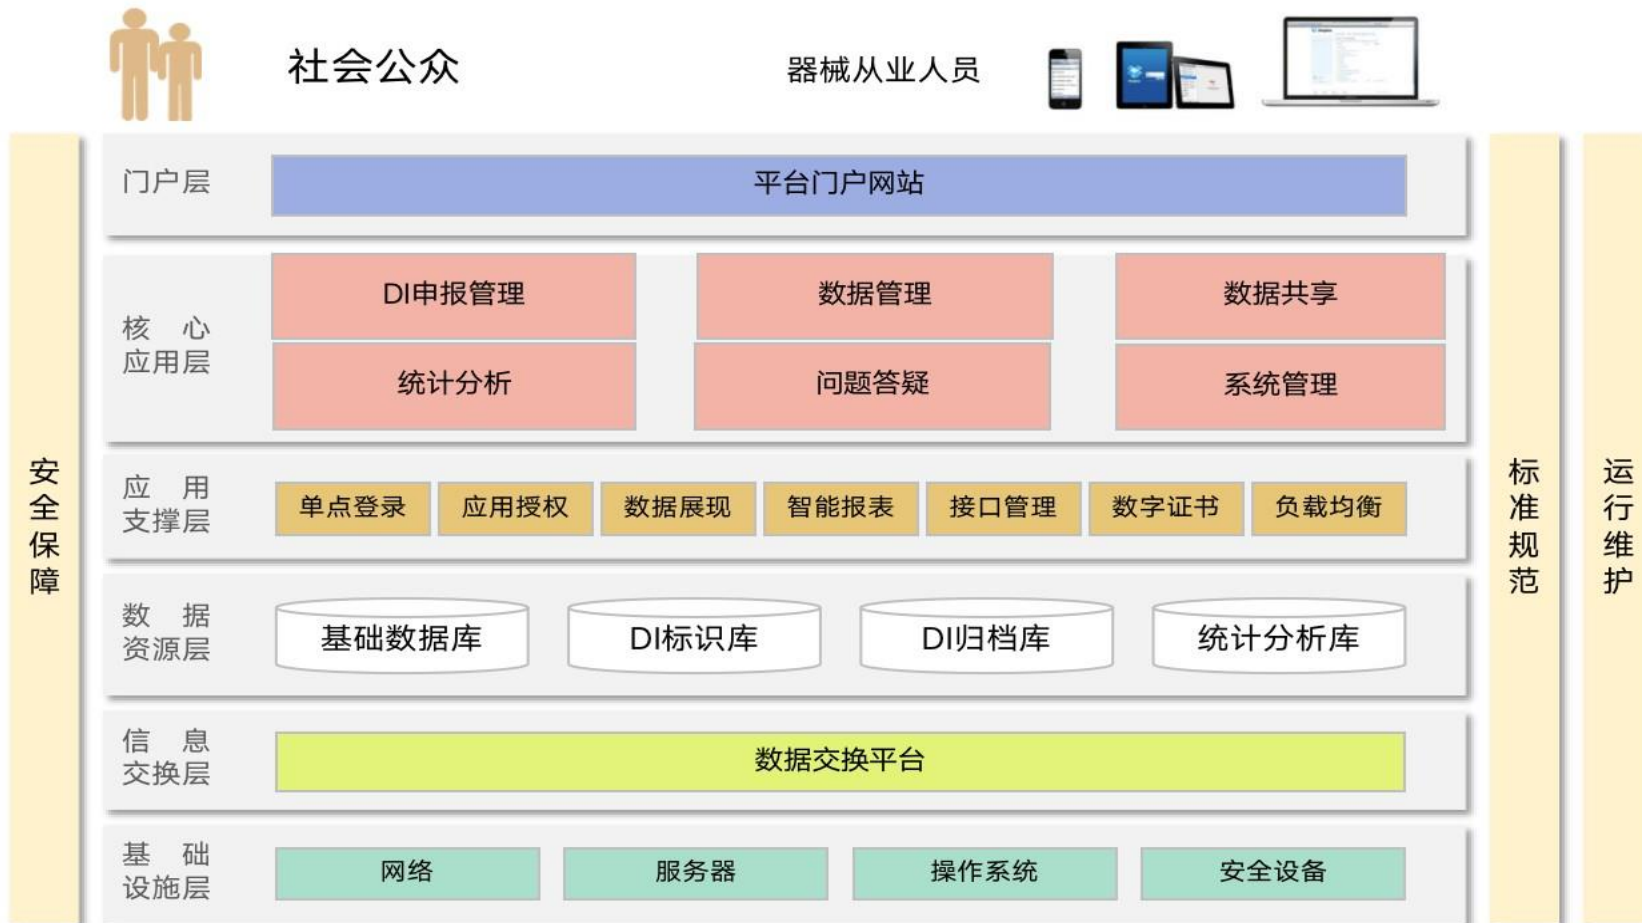 社会公众
器械从业人员
门户层
平台门户网站
核 心
应用层
DI申报管理
数据管理
数据共享
统计分析
问题答疑
系统管理
应 用
支撑层
单点登录
应用授权
数据展现
智能报表
接口管理
数字证书
负载均衡
数 据
资源层
基础数据库
DI标识库
DI归档库
统计分析库
信 息
交换层
数据交换平台
基 础
设施层
网络
服务器
操作系统
安全设备
安全保障
标准规范
运行维护